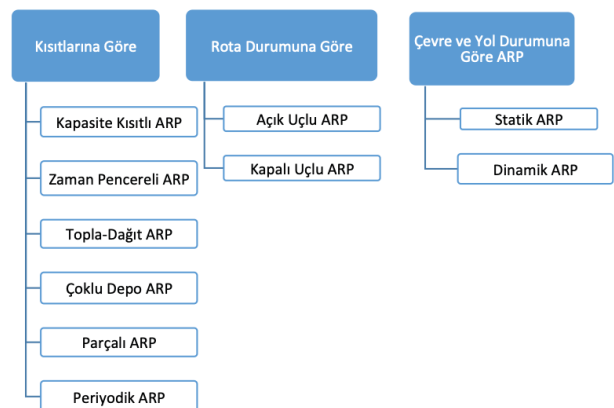 Kısıtlarına Göre
Kapasite Kısıtlı ARP
Zaman Pencereli ARP
Topla-Dağıt ARP
Çoklu Depo ARP
Parçalı ARP
Periyodik ARP
Rota Durumuna Göre
Açık Uçlu ARP
Kapalı Uçlu ARP
Çevre ve Yol Durumuna
Göre ARP
Statik ARP
Dinamik ARP